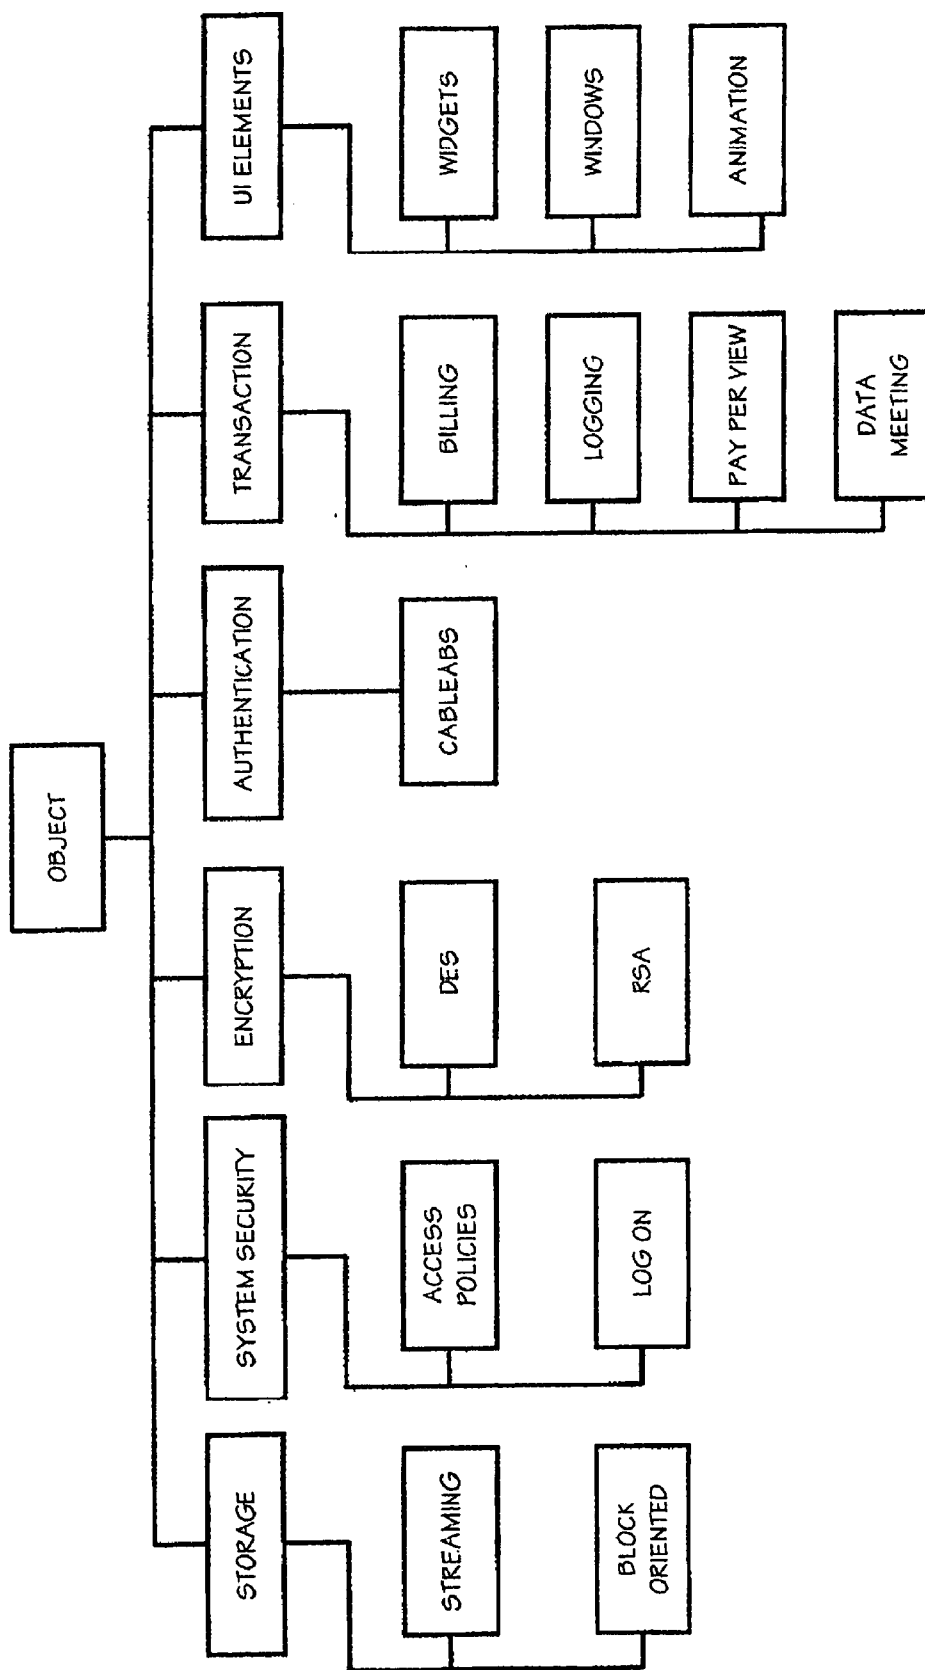 OBJECT
STORAGE
SYSTEM SECURITY
ENCRYPTION
AUTHENTICATION
TRANSACTION
UI ELEMENTS
STREAMING
BLOCK
ORIENTED
ACCESS
POLICIES
LOG ON
DES
RSA
CABLEABS
BILLING
LOGGING
PAY PER VIEW
DATA
MEETING
WIDGETS
WINDOWS
ANIMATION